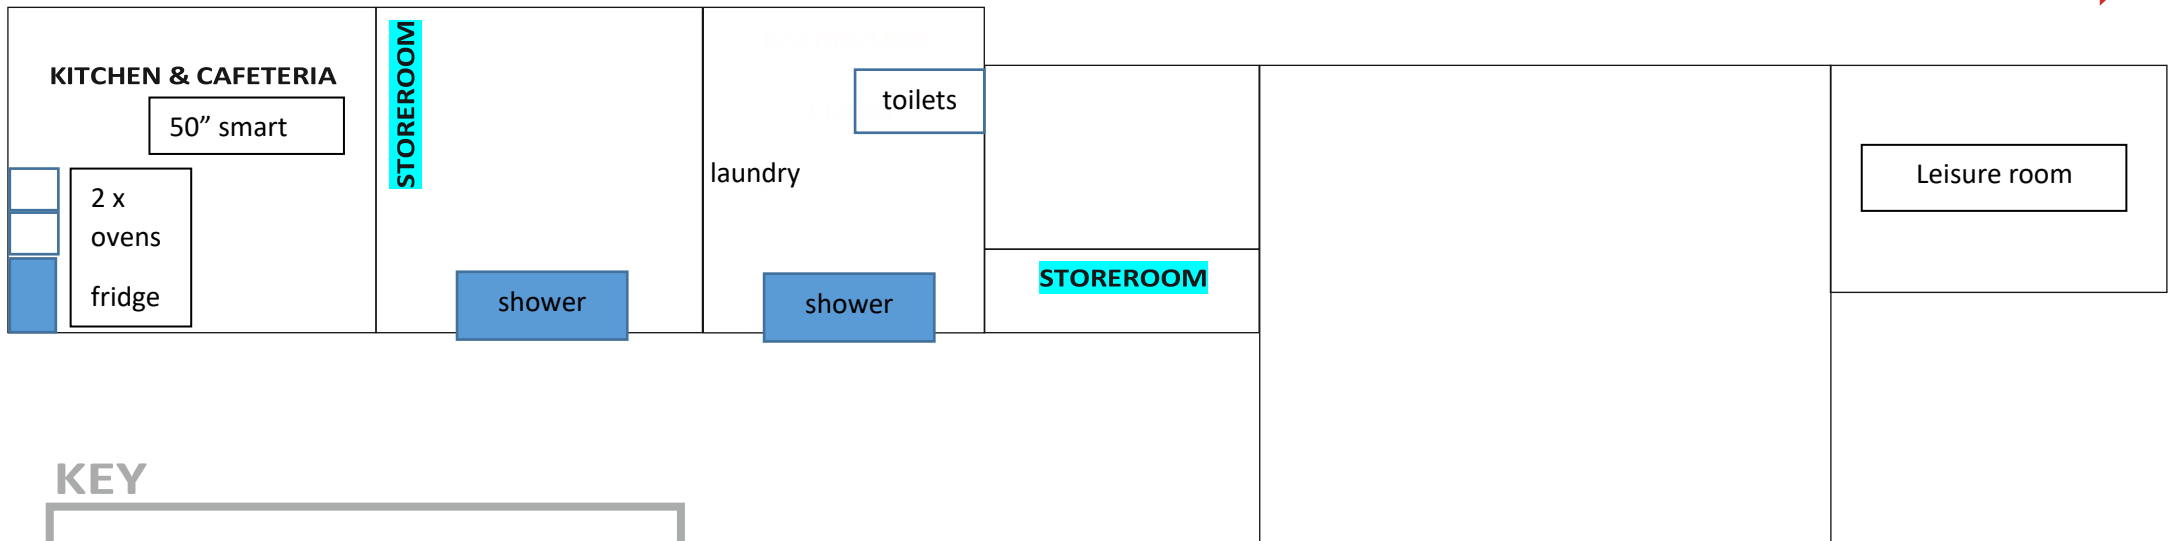 KITCHEN & CAFETERIA
50” smart
2 x
ovens
fridge
STOREROOM
shower
toilets
laundry
shower
STOREROOM
Leisure room
KEY